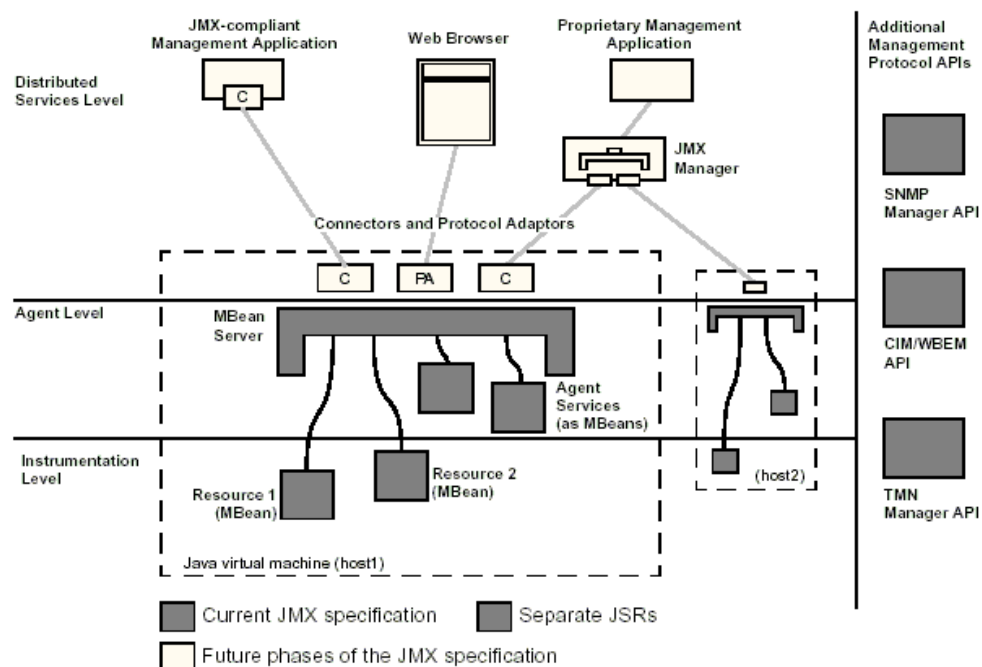 JMX-compliant
Management Application
Web Browser
Proprietary Management
Application
Additional
Management
Protocol APIs
Distributed
Services Level
C
JMX
Manager
SNMP
Manager API
Connectors and Protocol Adaptors
C
PA
C
Agent Level
MBean
Server
CIM/WBEM
API
Agent
Services
(as MBeans)
Instrumentation
Level
Resource 1
(MBean)
Resource 2
(MBean)
(host2)
TMN
Manager API
Java virtual machine (host1)
Current JMX specification
Separate JSRs
Future phases of the JMX specification